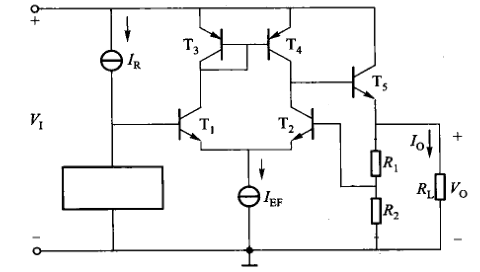 +
I_R
T_3
T_4
T_5
V_I
T_1
T_2
I_O
+
R_1
I_EF
R_L
V_O
R_2
−
−